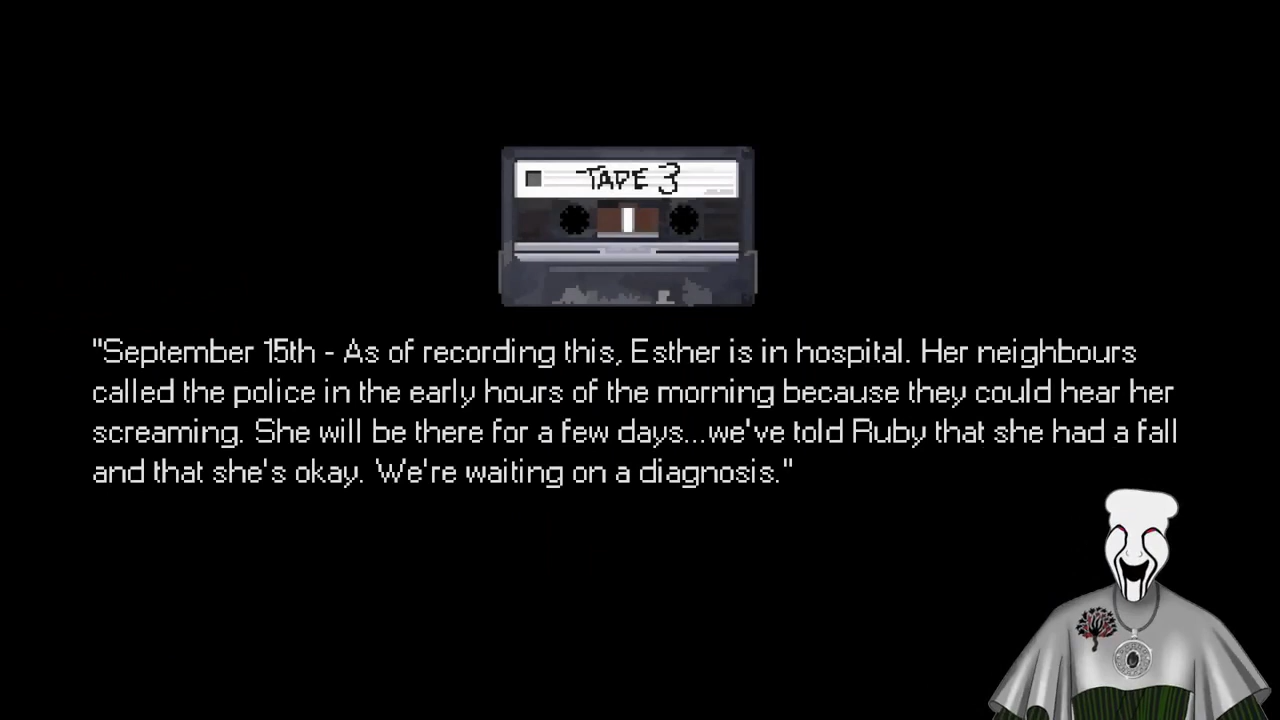 TAPE 3
"September 15th - As of recording this, Esther is in hospital. Her neighbours
called the police in the early hours of the morning because they could hear her
screaming. She will be there for a few days...we've told Ruby that she had a fall
and that she's okay. We're waiting on a diagnosis."